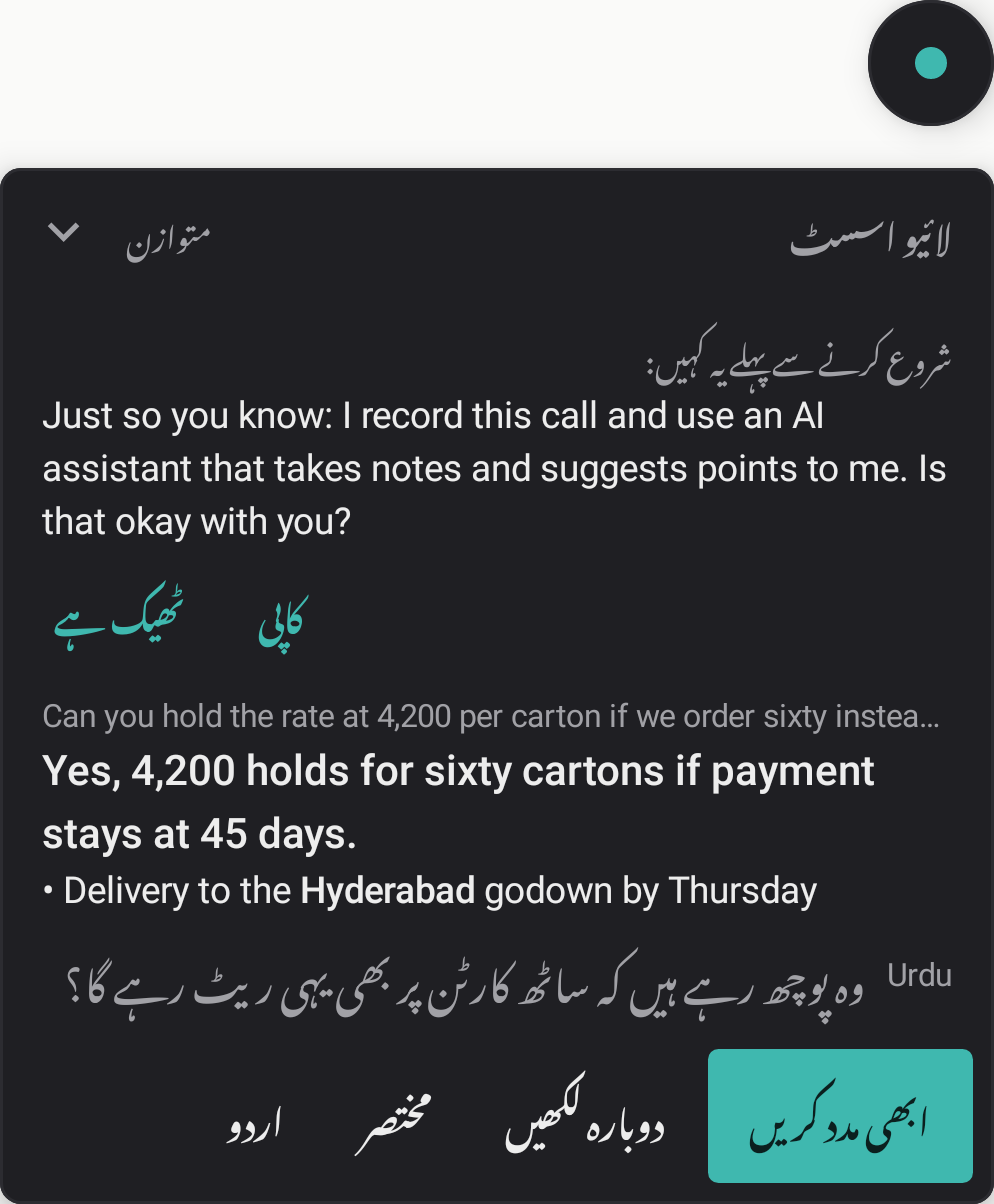 لائیو اسسٹ
متوازن
شروع کرنے سے پہلے یہ کہیں:
Just so you know: I record this call and use an AI
assistant that takes notes and suggests points to me. Is
that okay with you?
کاپی
ٹھیک ہے
Can you hold the rate at 4,200 per carton if we order sixty instea...
Yes, 4,200 holds for sixty cartons if payment
stays at 45 days.
• Delivery to the Hyderabad godown by Thursday
Urdu
وہ پوچھ رہے ہیں کہ ساٹھ کارٹن پر بھی یہی ریٹ رہے گا؟
ابھی مدد کریں
دوبارہ لکھیں
مختصر
اردو